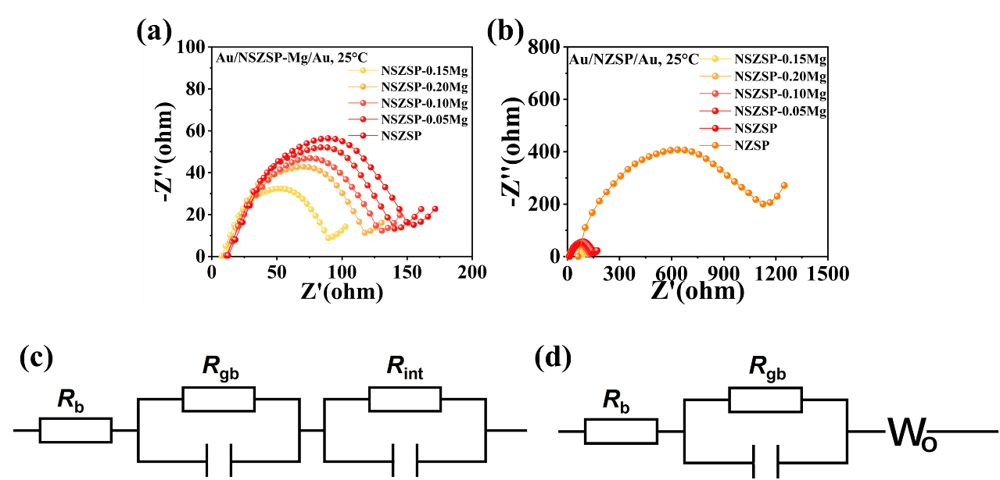 (a)
Au/NSZSP-Mg/Au, 25°C
NSZSP-0.15Mg
NSZSP-0.20Mg
NSZSP-0.10Mg
NSZSP-0.05Mg
NSZSP
100
80
60
40
20
0
-Z''(ohm)
0 50 100 150 200
Z'(ohm)
(b)
Au/NZSP/Au, 25°C
NSZSP-0.15Mg
NSZSP-0.20Mg
NSZSP-0.10Mg
NSZSP-0.05Mg
NSZSP
NZSP
800
600
400
200
0
-Z''(ohm)
0 300 600 900 1200 1500
Z'(ohm)
(c)
Rb
Rgb
Rint
(d)
Rb
Rgb
Wo